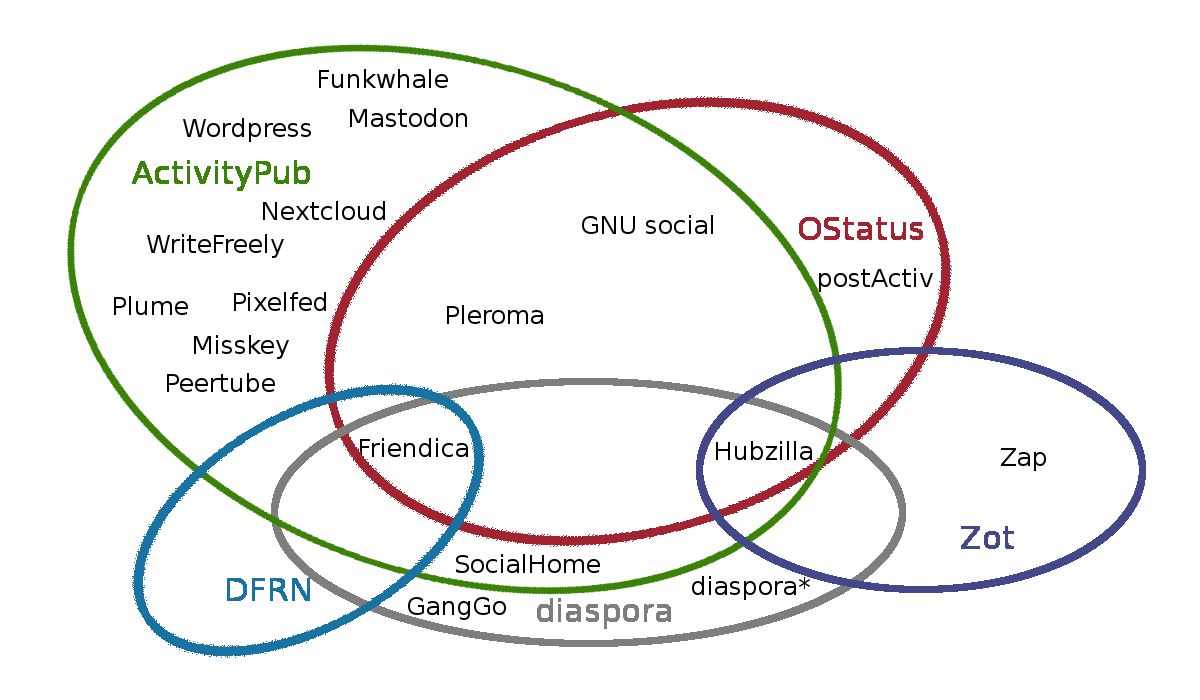 Funkwhale
Mastodon
Wordpress
ActivityPub
Nextcloud
GNU social
OStatus
WriteFreely
postActiv
Plume
Pixelfed
Pleroma
Misskey
Peertube
Friendica
Hubzilla
Zap
Zot
SocialHome
DFRN
diaspora*
GangGo
diaspora